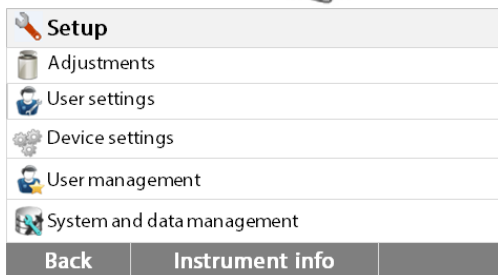 Setup
Adjustments
User settings
Device settings
User management
System and data management
Back Instrument info